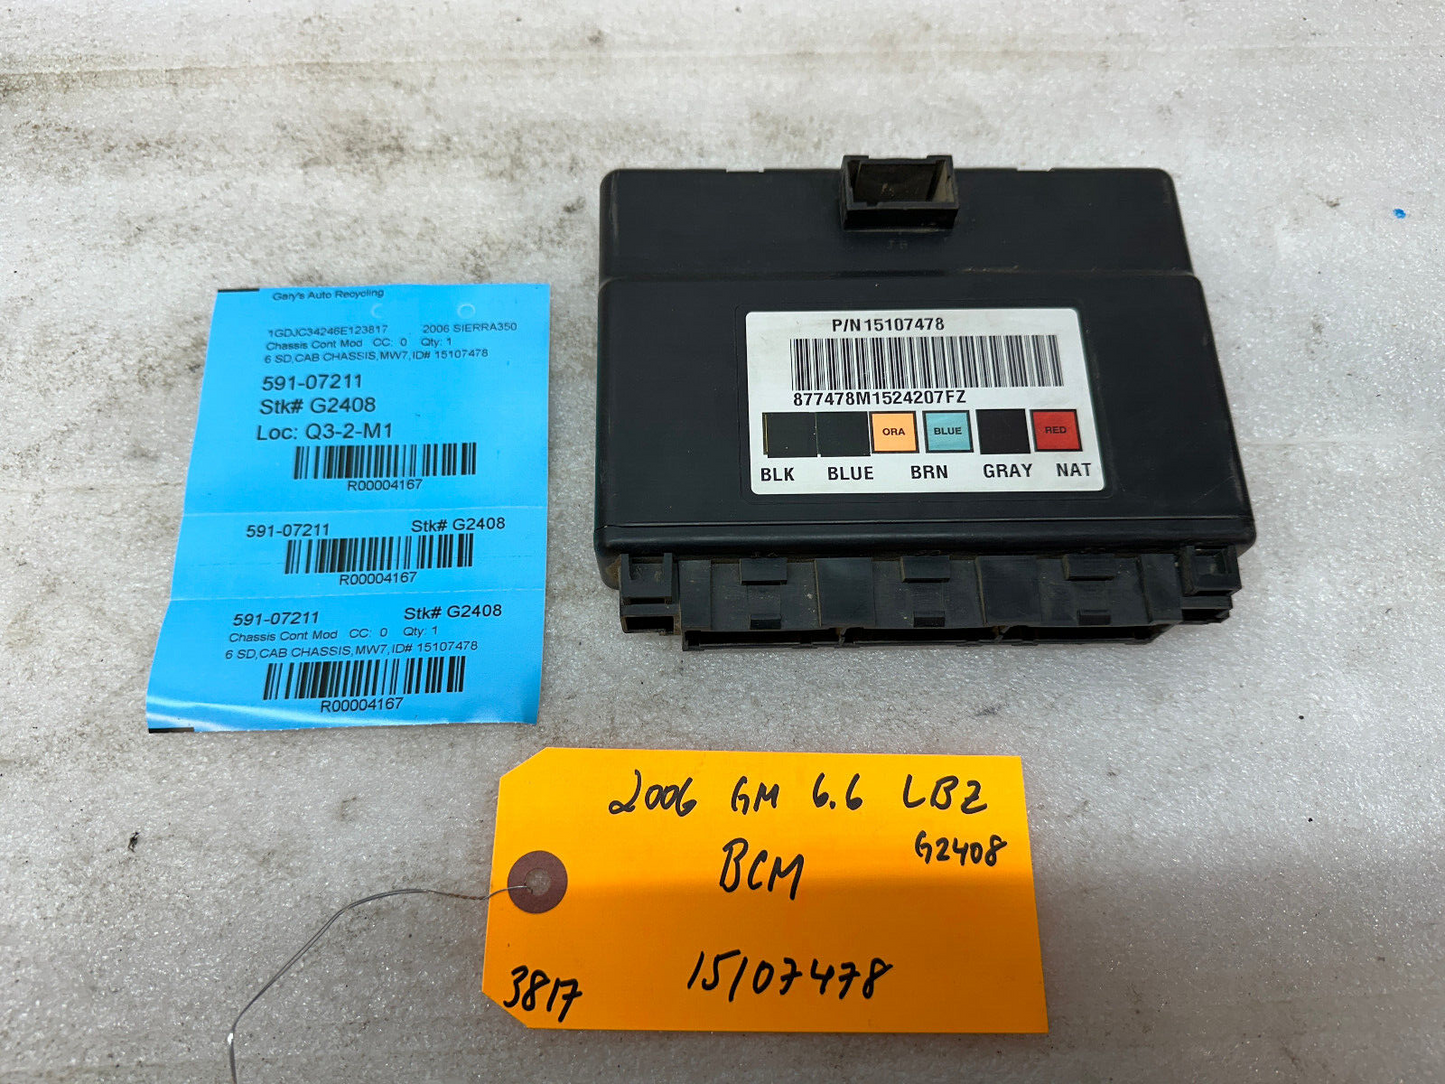 Gary's Auto Recycling
1GDJC34246E123817 2006 SIERRA350
Chassis Cont Mod CC: 0 Qty: 1
6 SD,CAB CHASSIS,MW7,ID# 15107478
591-07211
Stk# G2408
Loc: Q3-2-M1
R00004167
591-07211 Stk# G2408
R00004167
591-07211 Stk# G2408
Chassis Cont Mod CC: 0 Qty: 1
6 SD,CAB CHASSIS,MW7,ID# 15107478
R00004167
P/N 15107478
877478M1524207FZ
ORA BLUE RED
BLK BLUE BRN GRAY NAT
2006 GM 6.6 LBZ
G2408
BCM
15107478
3817